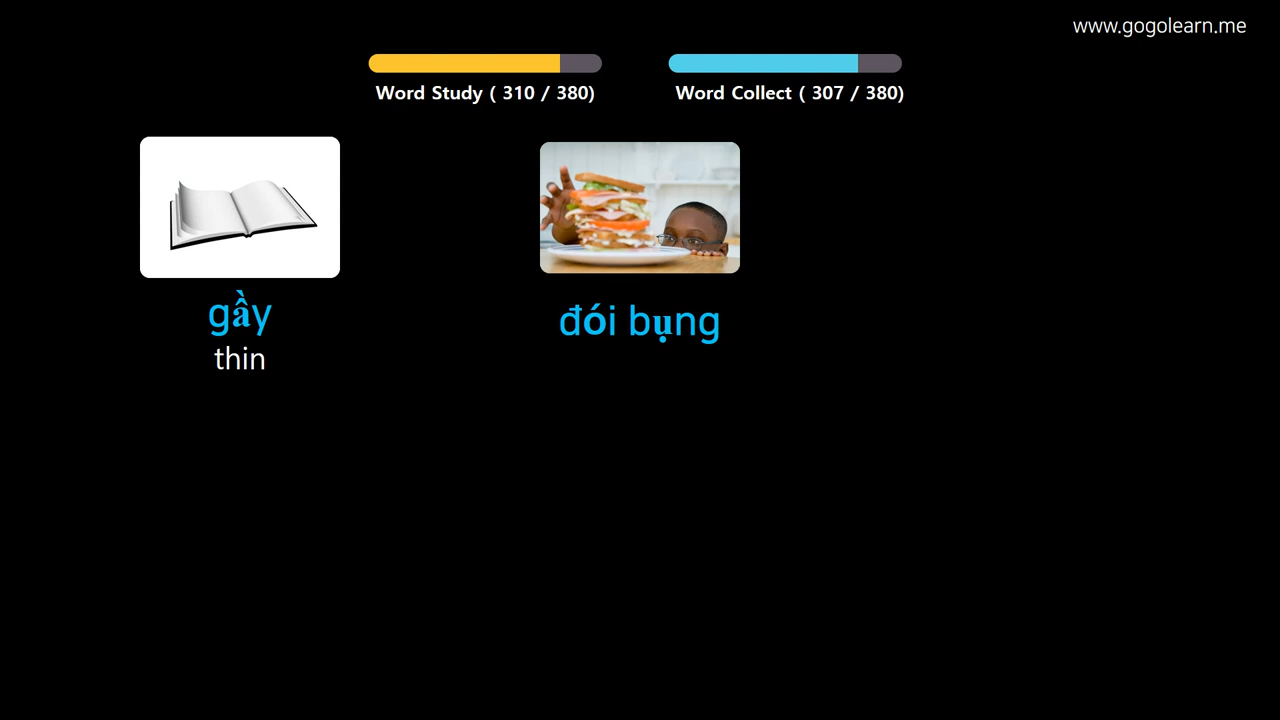 www.gogolearn.me
Word Study ( 310 / 380)
Word Collect ( 307 / 380)
gầy
thin
đói bụng